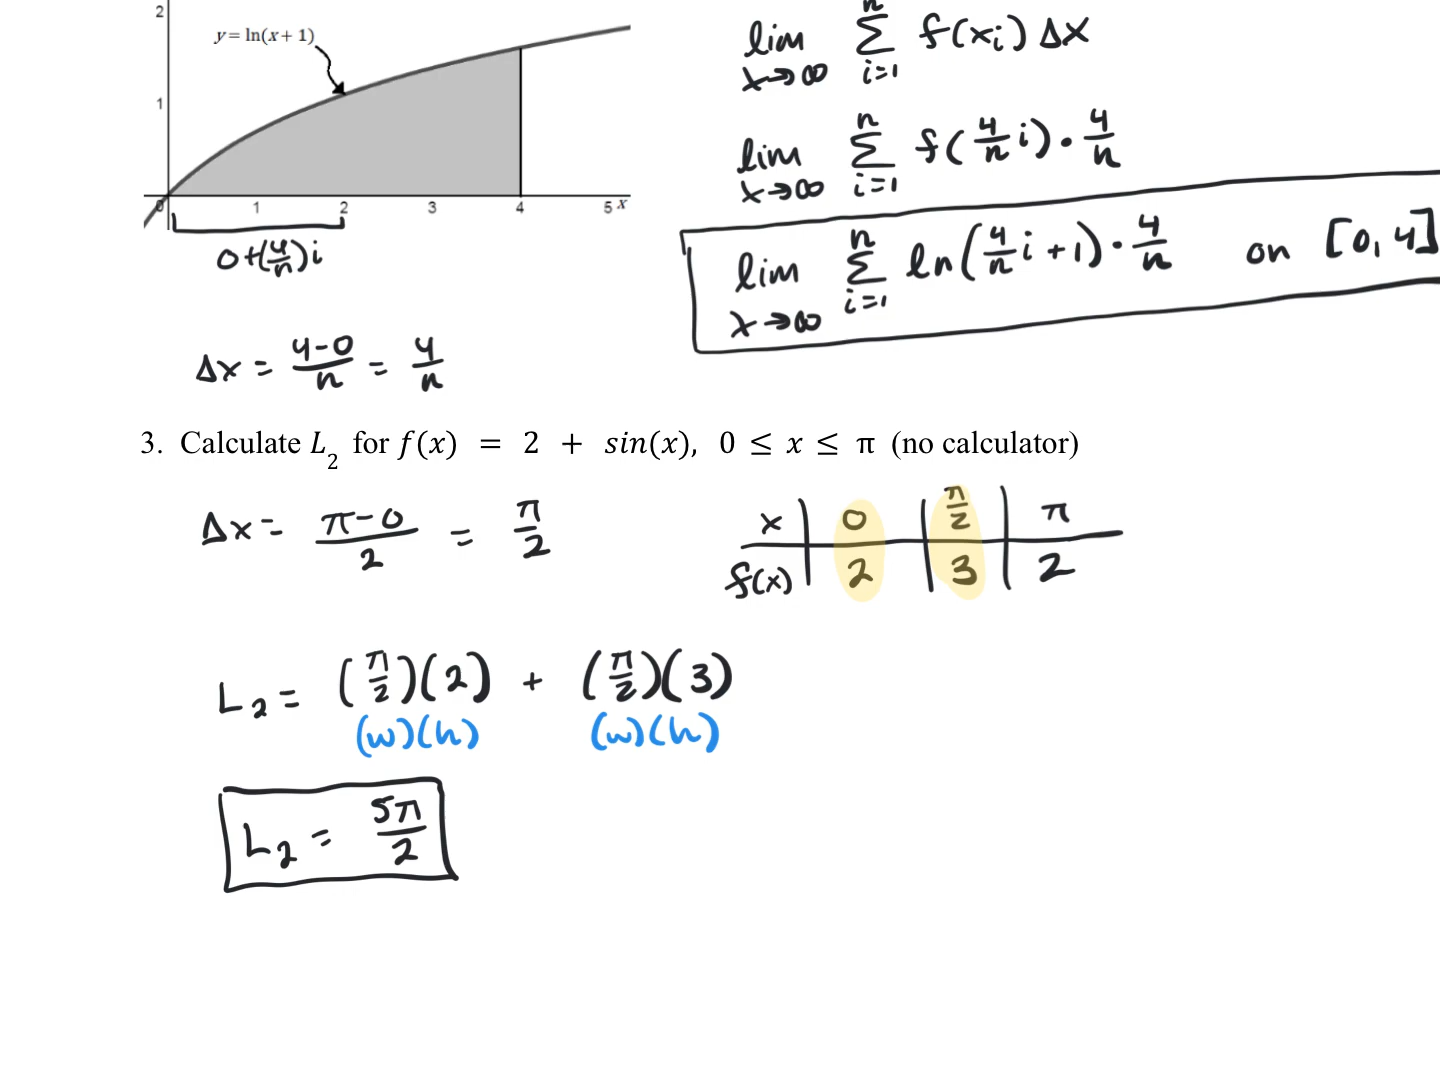 2
y = ln(x + 1)
1
0 1 2 3 4 5 x
0+(4/n)i
Δx = 4-0/n = 4/n
lim x→∞ n Σ i=1 f(xi) Δx
lim x→∞ n Σ i=1 f(4/n i) · 4/n
lim x→∞ n Σ i=1 ln(4/n i + 1) · 4/n on [0, 4]
3. Calculate L2 for f(x) = 2 + sin(x), 0 ≤ x ≤ π (no calculator)
Δx = π-0/2 = π/2
x | 0 | π/2 | π
f(x) | 2 | 3 | 2
L2 = (π/2)(2) + (π/2)(3)
(w)(h) (w)(h)
L2 = 5π/2